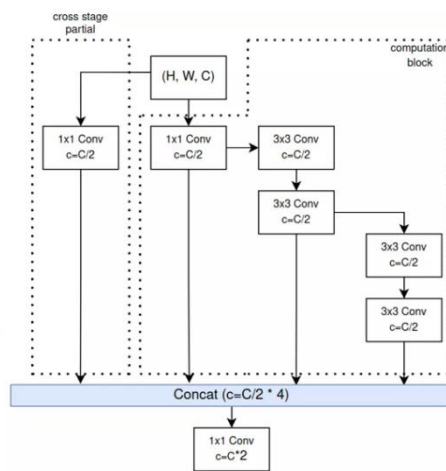 cross stage
partial
computation
block
(H, W, C)
1x1 Conv
c=C/2
1x1 Conv
c=C/2
3x3 Conv
c=C/2
3x3 Conv
c=C/2
3x3 Conv
c=C/2
3x3 Conv
c=C/2
Concat (c=C/2 * 4)
1x1 Conv
c=C*2